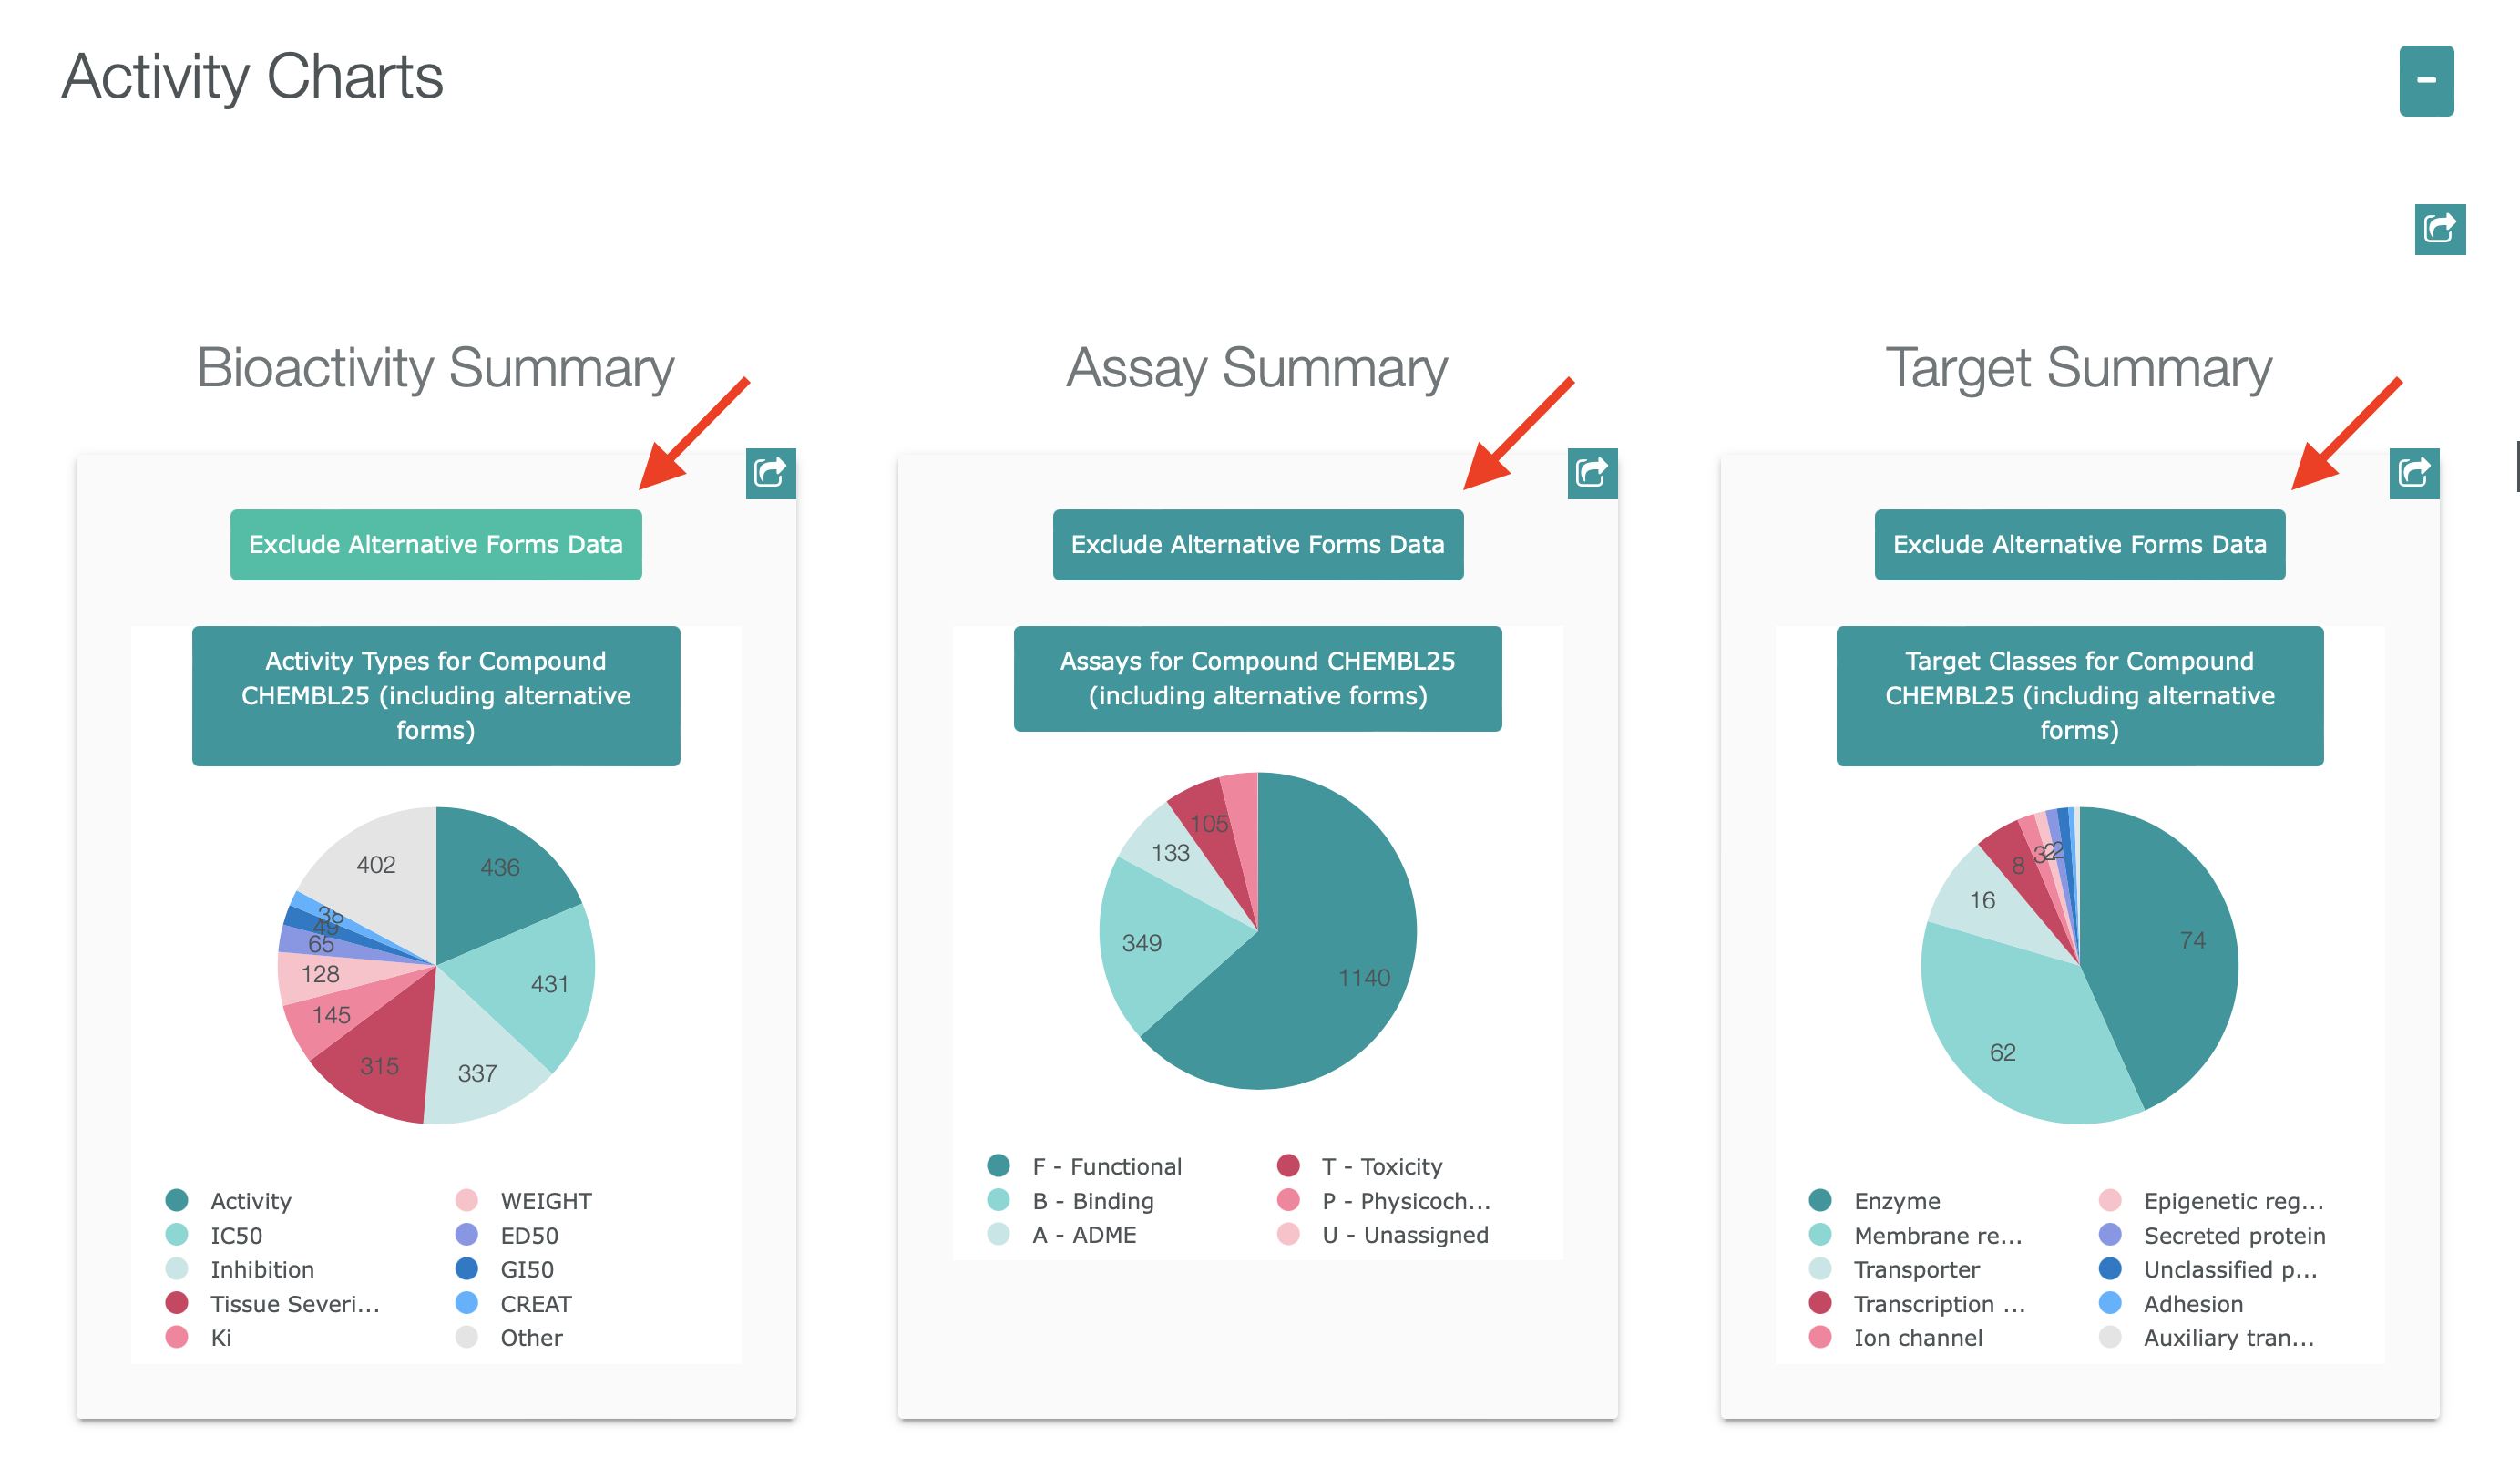 Activity Charts
Bioactivity Summary
Exclude Alternative Forms Data
Activity Types for Compound
CHEMBL25 (including alternative
forms)
436
431
337
315
145
128
65
49
38
402
Activity
IC50
Inhibition
Tissue Severi...
Ki
WEIGHT
ED50
GI50
CREAT
Other
Assay Summary
Exclude Alternative Forms Data
Assays for Compound CHEMBL25
(including alternative forms)
1140
349
133
105
F - Functional
B - Binding
A - ADME
T - Toxicity
P - Physicoch...
U - Unassigned
Target Summary
Exclude Alternative Forms Data
Target Classes for Compound
CHEMBL25 (including alternative
forms)
74
62
16
8
3
2
2
Enzyme
Membrane re...
Transporter
Transcription ...
Ion channel
Epigenetic reg...
Secreted protein
Unclassified p...
Adhesion
Auxiliary tran...